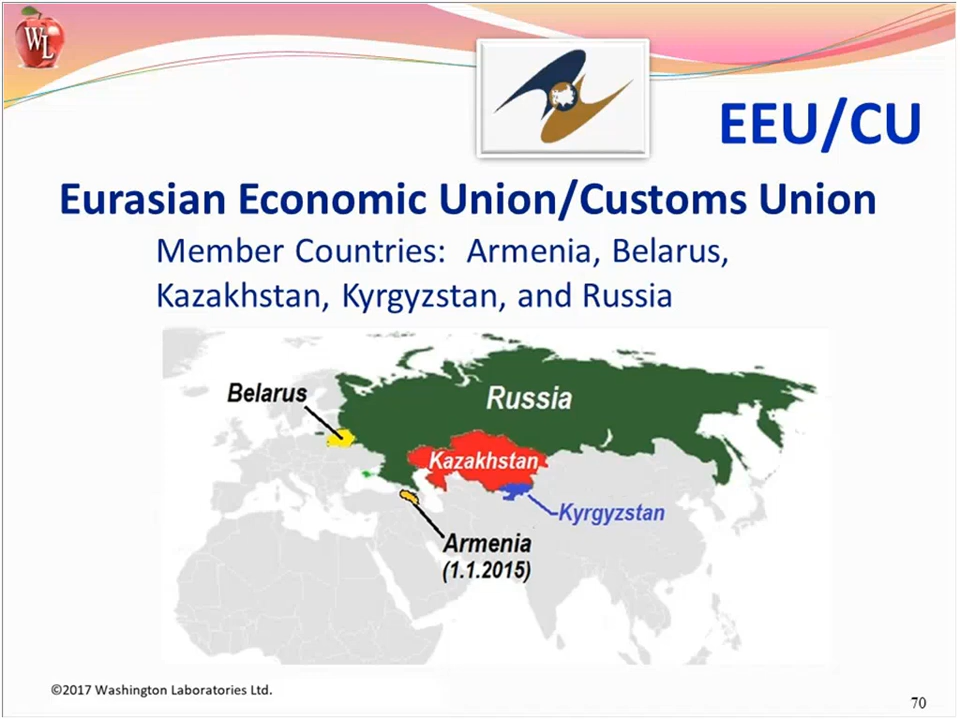 WL
EEU/CU
Eurasian Economic Union/Customs Union
Member Countries:  Armenia, Belarus,
Kazakhstan, Kyrgyzstan, and Russia
Belarus
Russia
Kazakhstan
Kyrgyzstan
Armenia
(1.1.2015)
©2017 Washington Laboratories Ltd.
70